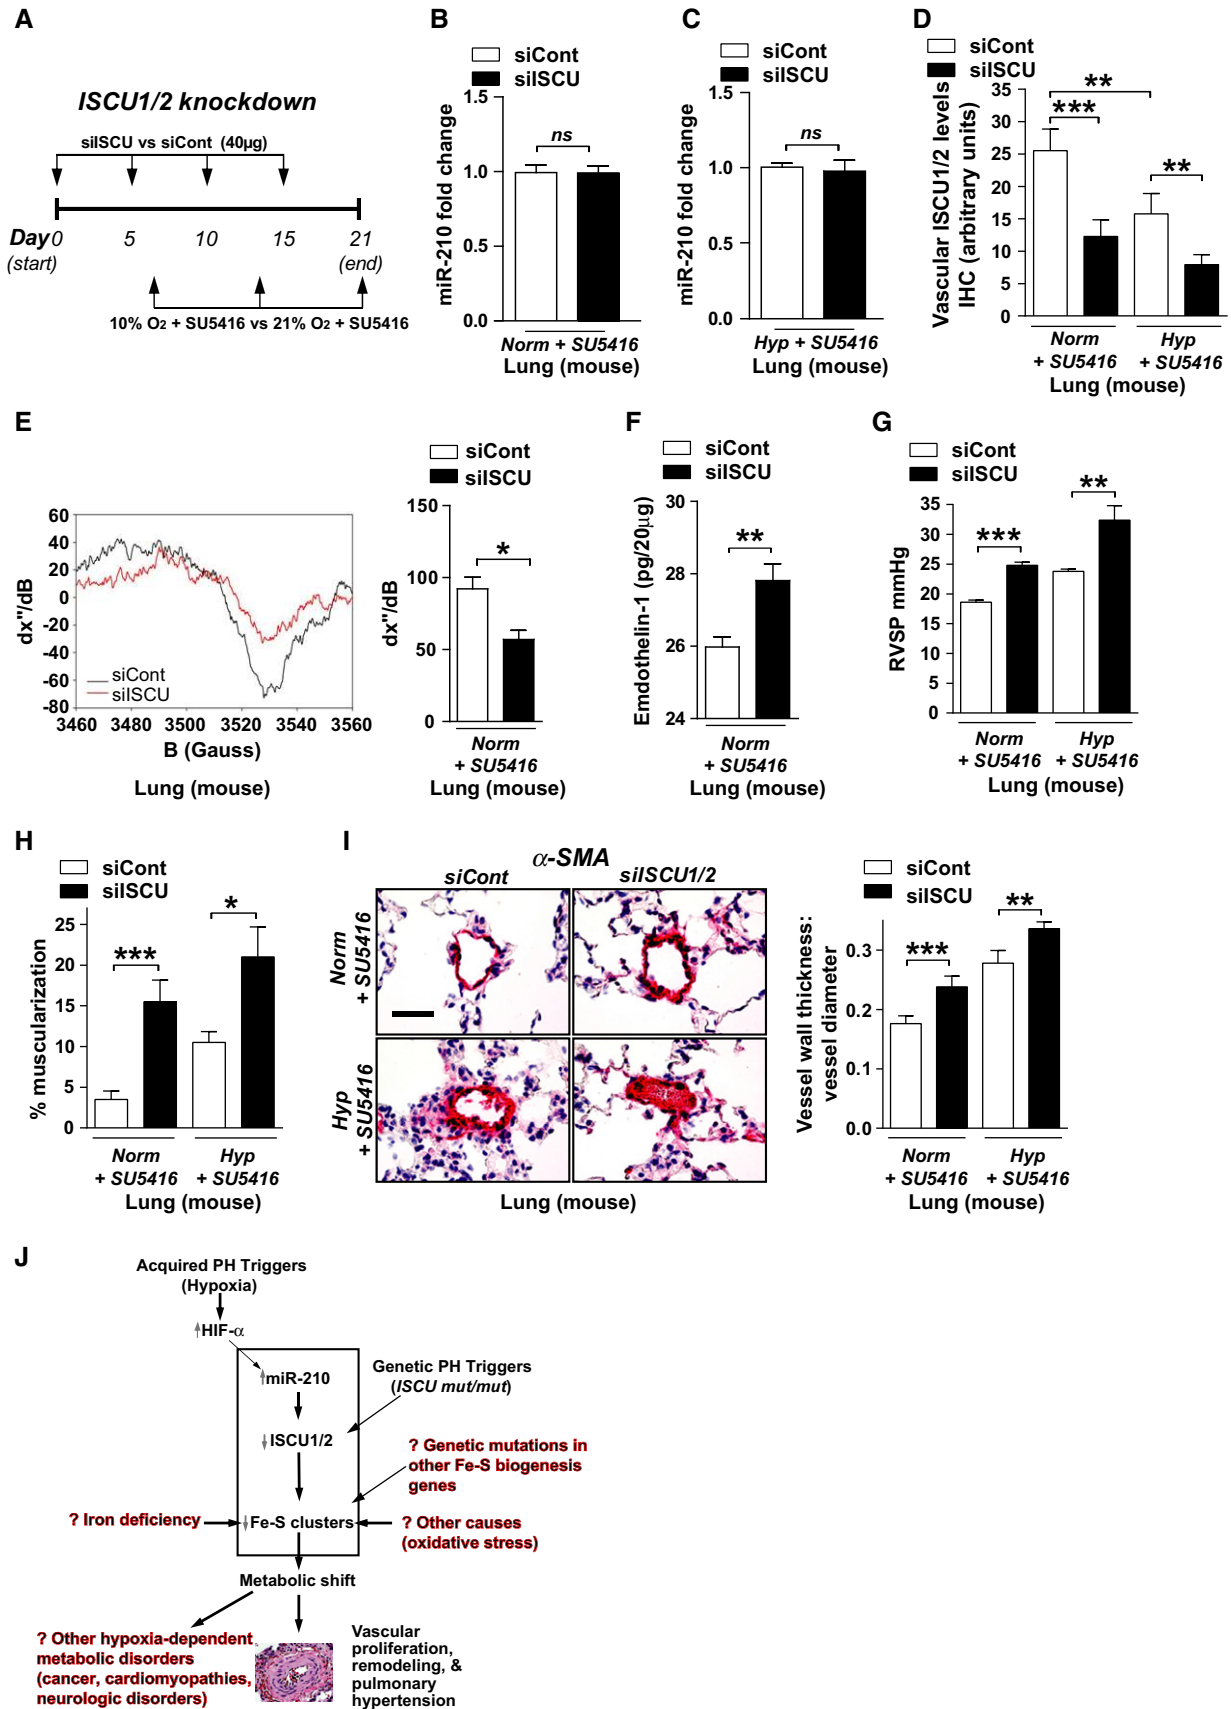 A
ISCU1/2 knockdown
siISCU vs siCont (40µg)
Day 0 5 10 15 21
(start) (end)
10% O2 + SU5416 vs 21% O2 + SU5416
B
siCont
siISCU
miR-210 fold change
1.5
1.0
0.5
0.0
ns
Norm + SU5416
Lung (mouse)
C
siCont
siISCU
miR-210 fold change
1.5
1.0
0.5
0.0
ns
Hyp + SU5416
Lung (mouse)
D
siCont
siISCU
Vascular ISCU1/2 levels
IHC (arbitrary units)
35
30
25
20
15
10
5
0
**
***
**
Norm
+ SU5416
Hyp
+ SU5416
Lung (mouse)
E
dx"/dB
60
40
20
0
-20
-40
-60
-80
siCont
siISCU
3460 3480 3500 3520 3540 3560
B (Gauss)
Lung (mouse)
siCont
siISCU
dx"/dB
150
100
50
0
*
Norm
+ SU5416
Lung (mouse)
F
siCont
siISCU
Emdothelin-1 (pg/20µg)
30
28
26
24
**
Norm
+ SU5416
Lung (mouse)
G
siCont
siISCU
RVSP mmHg
35
30
25
20
15
10
5
0
***
**
Norm
+ SU5416
Hyp
+ SU5416
Lung (mouse)
H
siCont
siISCU
% muscularization
25
20
15
10
5
0
***
*
Norm
+ SU5416
Hyp
+ SU5416
Lung (mouse)
I
α-SMA
siCont
siISCU1/2
Norm
+ SU5416
Hyp
+ SU5416
Lung (mouse)
siCont
siISCU
Vessel wall thickness:
vessel diameter
0.3
0.2
0.1
0.0
***
**
Norm
+ SU5416
Hyp
+ SU5416
Lung (mouse)
J
Acquired PH Triggers
(Hypoxia)
↑HIF-α
↑miR-210
Genetic PH Triggers
(ISCU mut/mut)
↓ISCU1/2
? Genetic mutations in
other Fe-S biogenesis
genes
? Iron deficiency
↓Fe-S clusters
? Other causes
(oxidative stress)
Metabolic shift
? Other hypoxia-dependent
metabolic disorders
(cancer, cardiomyopathies,
neurologic disorders)
Vascular
proliferation,
remodeling, &
pulmonary
hypertension